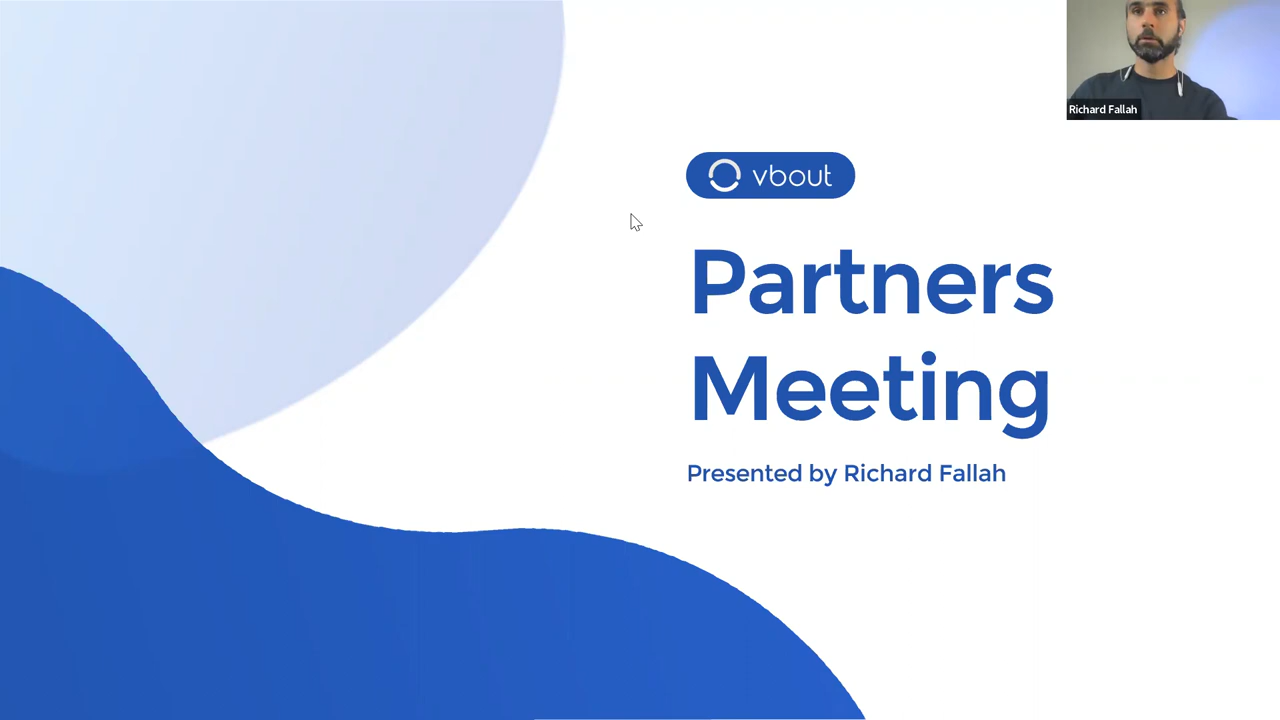 Richard Fallah
vbout
Partners
Meeting
Presented by Richard Fallah